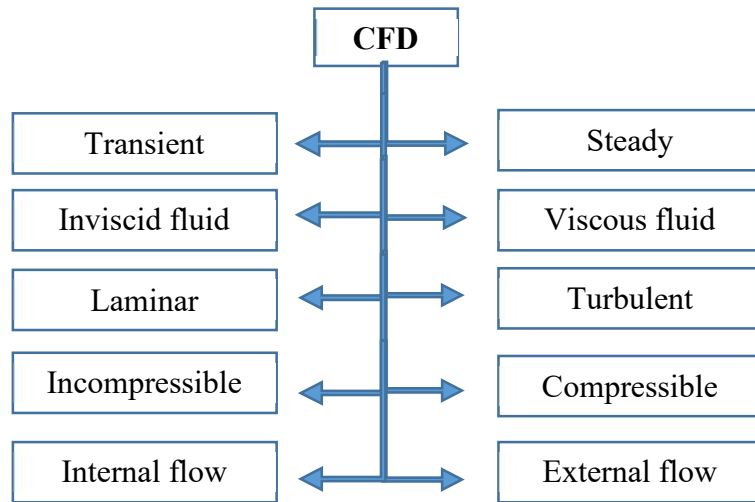 CFD
Transient
Steady
Inviscid fluid
Viscous fluid
Laminar
Turbulent
Incompressible
Compressible
Internal flow
External flow